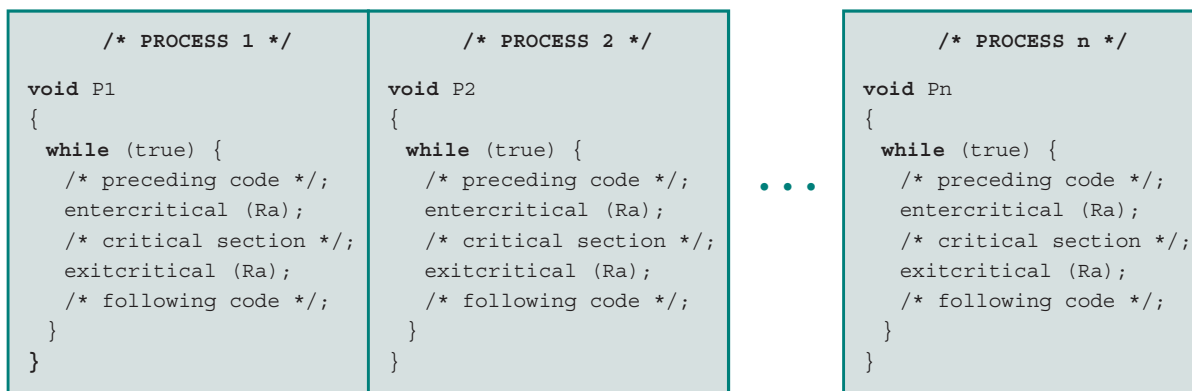 /* PROCESS 1 */
void P1
{
while (true) {
/* preceding code */;
entercritical (Ra);
/* critical section */;
exitcritical (Ra);
/* following code */;
}
}
/* PROCESS 2 */
void P2
{
while (true) {
/* preceding code */;
entercritical (Ra);
/* critical section */;
exitcritical (Ra);
/* following code */;
}
}
• • •
/* PROCESS n */
void Pn
{
while (true) {
/* preceding code */;
entercritical (Ra);
/* critical section */;
exitcritical (Ra);
/* following code */;
}
}